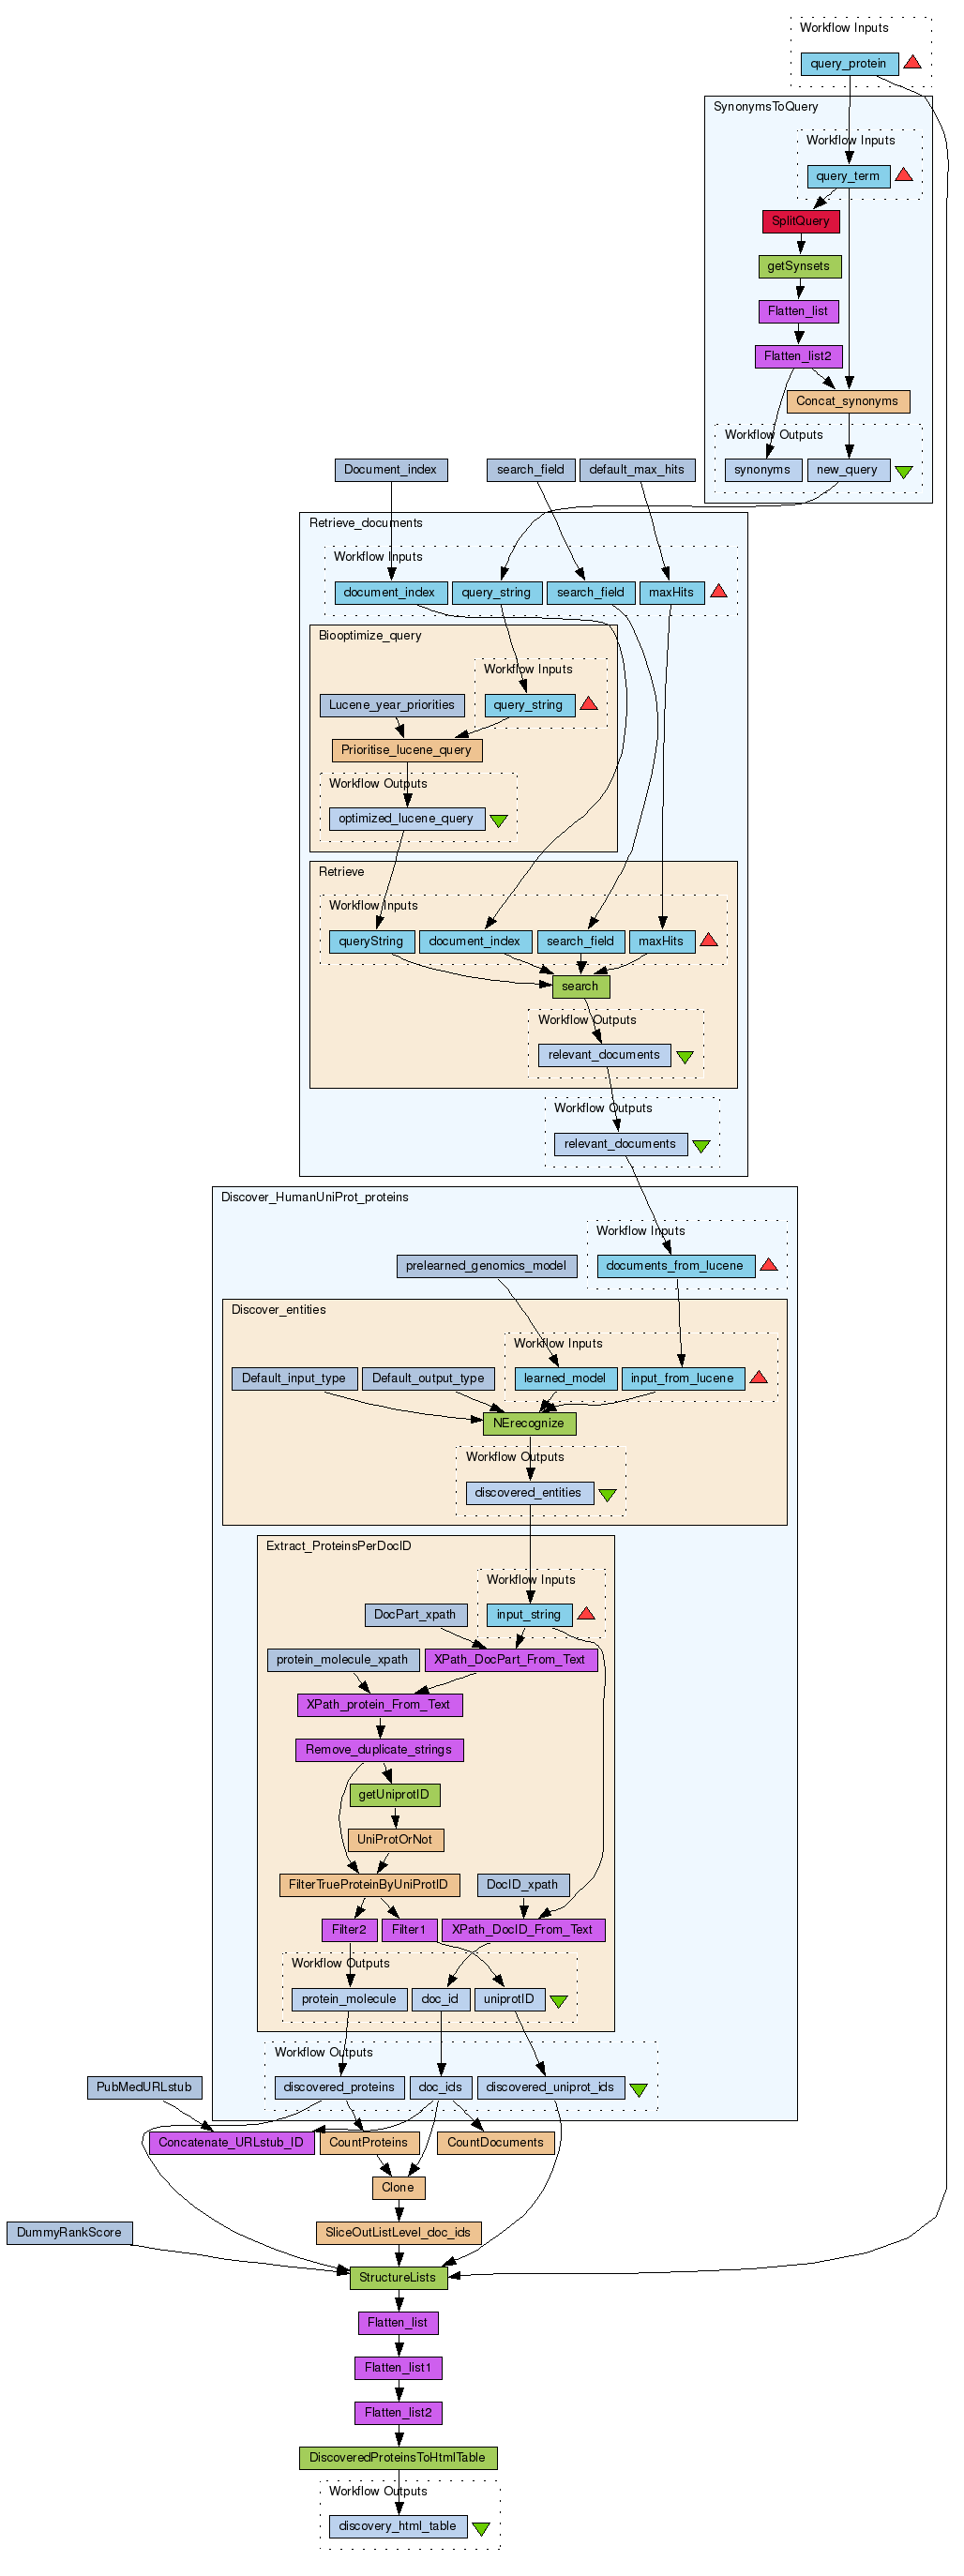 Workflow Inputs
query_protein
SynonymsToQuery
Workflow Inputs
query_term
SplitQuery
getSynsets
Flatten_list
Flatten_list2
Concat_synonyms
Workflow Outputs
synonyms
new_query
Document_index
search_field
default_max_hits
Retrieve_documents
Workflow Inputs
document_index
query_string
search_field
maxHits
Biooptimize_query
Workflow Inputs
Lucene_year_priorities
query_string
Prioritise_lucene_query
Workflow Outputs
optimized_lucene_query
Retrieve
Workflow Inputs
queryString
document_index
search_field
maxHits
search
Workflow Outputs
relevant_documents
Workflow Outputs
relevant_documents
Discover_HumanUniProt_proteins
Workflow Inputs
prelearned_genomics_model
documents_from_lucene
Discover_entities
Workflow Inputs
Default_input_type
Default_output_type
learned_model
input_from_lucene
NErecognize
Workflow Outputs
discovered_entities
Extract_ProteinsPerDocID
Workflow Inputs
DocPart_xpath
input_string
protein_molecule_xpath
XPath_DocPart_From_Text
XPath_protein_From_Text
Remove_duplicate_strings
getUniprotID
UniProtOrNot
FilterTrueProteinByUniProtID
DocID_xpath
Filter2
Filter1
XPath_DocID_From_Text
Workflow Outputs
protein_molecule
doc_id
uniprotID
Workflow Outputs
PubMedURLstub
discovered_proteins
doc_ids
discovered_uniprot_ids
Concatenate_URLstub_ID
CountProteins
CountDocuments
Clone
DummyRankScore
SliceOutListLevel_doc_ids
StructureLists
Flatten_list
Flatten_list1
Flatten_list2
DiscoveredProteinsToHtmlTable
Workflow Outputs
discovery_html_table